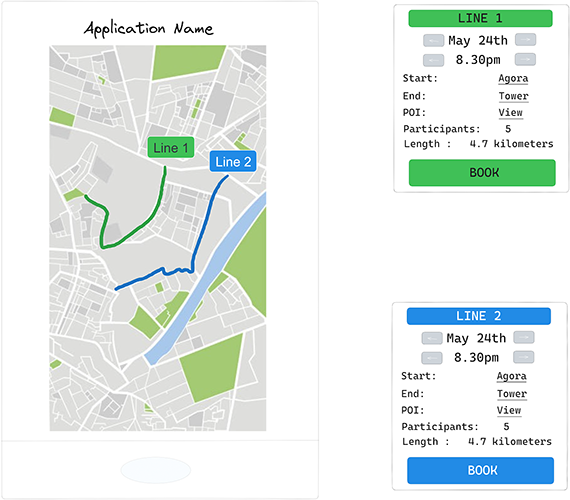 Application Name
Line 1
Line 2
LINE 1
May 24th
8.30pm
Start: Agora
End: Tower
POI: View
Participants: 5
Length : 4.7 kilometers
BOOK
LINE 2
May 24th
8.30pm
Start: Agora
End: Tower
POI: View
Participants: 5
Length : 4.7 kilometers
BOOK